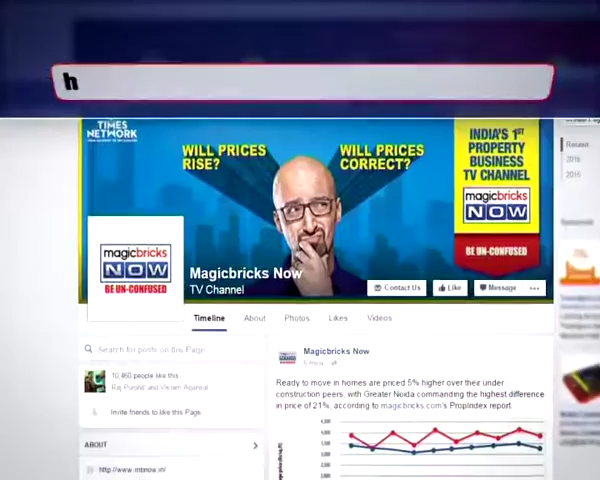 h
TIMES
NETWORK
WILL PRICES
RISE?
WILL PRICES
CORRECT?
INDIA'S 1ST
PROPERTY
BUSINESS
TV CHANNEL
magicbricks
NOW
BE UN-CONFUSED
magicbricks
NOW
BE UN-CONFUSED
Magicbricks Now
TV Channel
Contact Us
Like
Message
•••
Recent
2016
2015
Timeline
About
Photos
Likes
Videos
Search for posts on this Page
Magicbricks Now
10,460 people like this
Invite friends to like this Page
Ready to move in homes are priced 5% higher over their under
construction peers, with Greater Noida commanding the highest difference
in price of 21%, according to magicbricks.com's PropIndex report
ABOUT
http://www.mbnow.in/